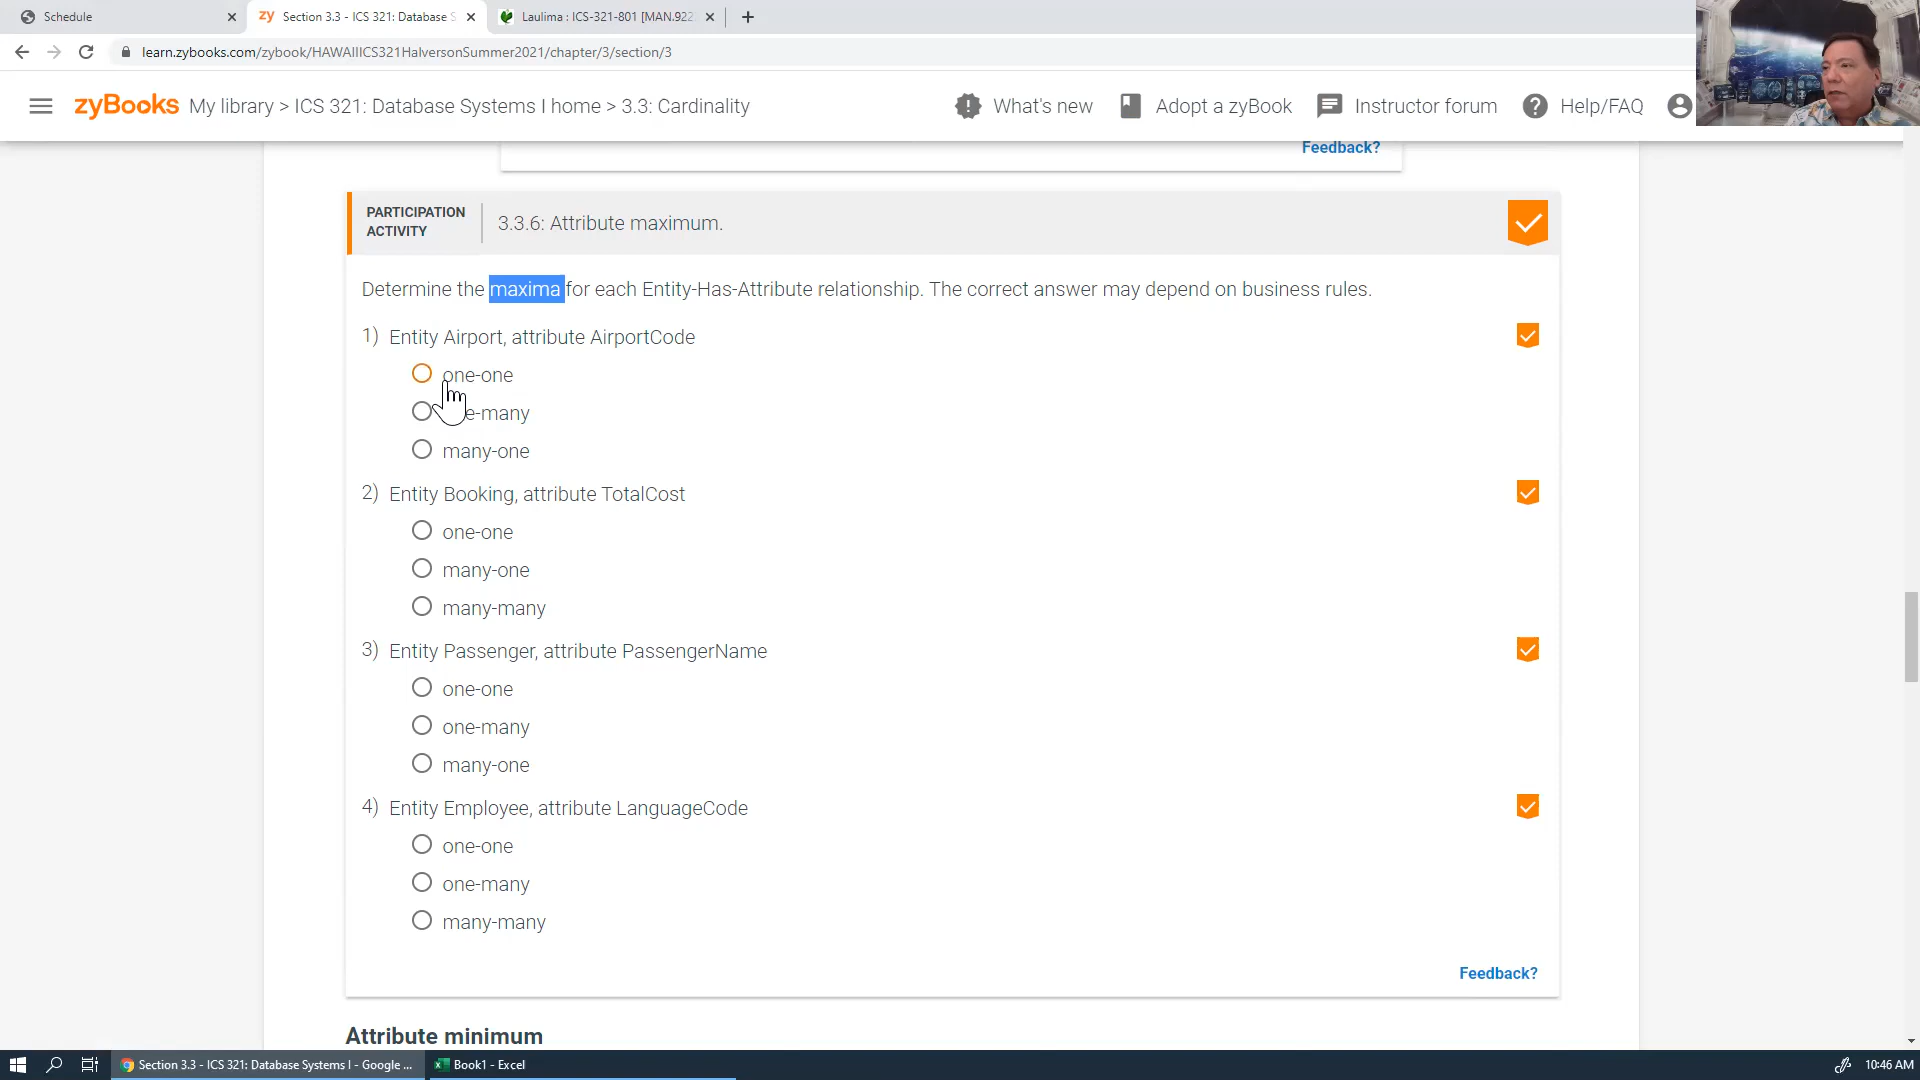 Schedule
Section 3.3 - ICS 321: Database S
Laulima : ICS-321-801 [MAN.922
learn.zybooks.com/zybook/HAWAIIICS321HalversonSummer2021/chapter/3/section/3
zyBooks My library > ICS 321: Database Systems I home > 3.3: Cardinality
What's new
Adopt a zyBook
Instructor forum
Help/FAQ
Feedback?
PARTICIPATION ACTIVITY
3.3.6: Attribute maximum.
Determine the maxima for each Entity-Has-Attribute relationship. The correct answer may depend on business rules.
1) Entity Airport, attribute AirportCode
one-one
e-many
many-one
2) Entity Booking, attribute TotalCost
one-one
many-one
many-many
3) Entity Passenger, attribute PassengerName
one-one
one-many
many-one
4) Entity Employee, attribute LanguageCode
one-one
one-many
many-many
Feedback?
Attribute minimum
Section 3.3 - ICS 321: Database Systems I - Google ...
Book1 - Excel
10:46 AM